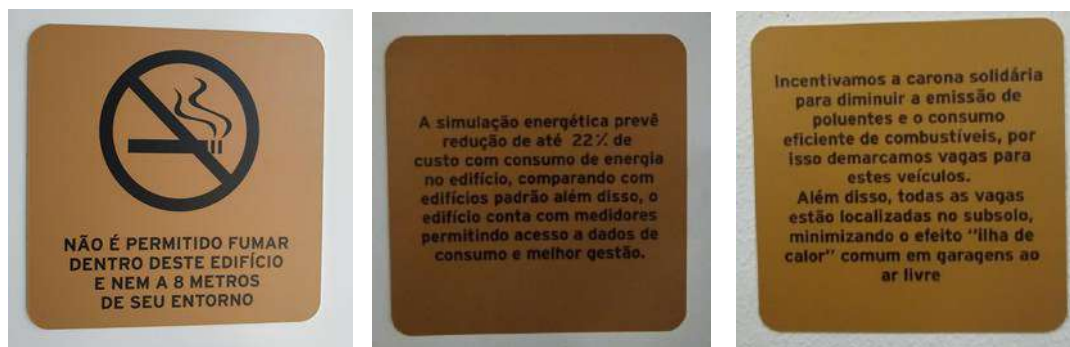 NÃO É PERMITIDO FUMAR
DENTRO DESTE EDIFÍCIO
E NEM A 8 METROS
DE SEU ENTORNO
A simulação energética prevê
redução de até 22% de
custo com consumo de energia
no edifício, comparando com
edifícios padrão além disso, o
edifício conta com medidores
permitindo acesso a dados de
consumo e melhor gestão.
Incentivamos a carona solidária
para diminuir a emissão de
poluentes e o consumo
eficiente de combustíveis, por
isso demarcamos vagas para
estes veículos.
Além disso, todas as vagas
estão localizadas no subsolo,
minimizando o efeito "ilha de
calor" comum em garagens ao
ar livre